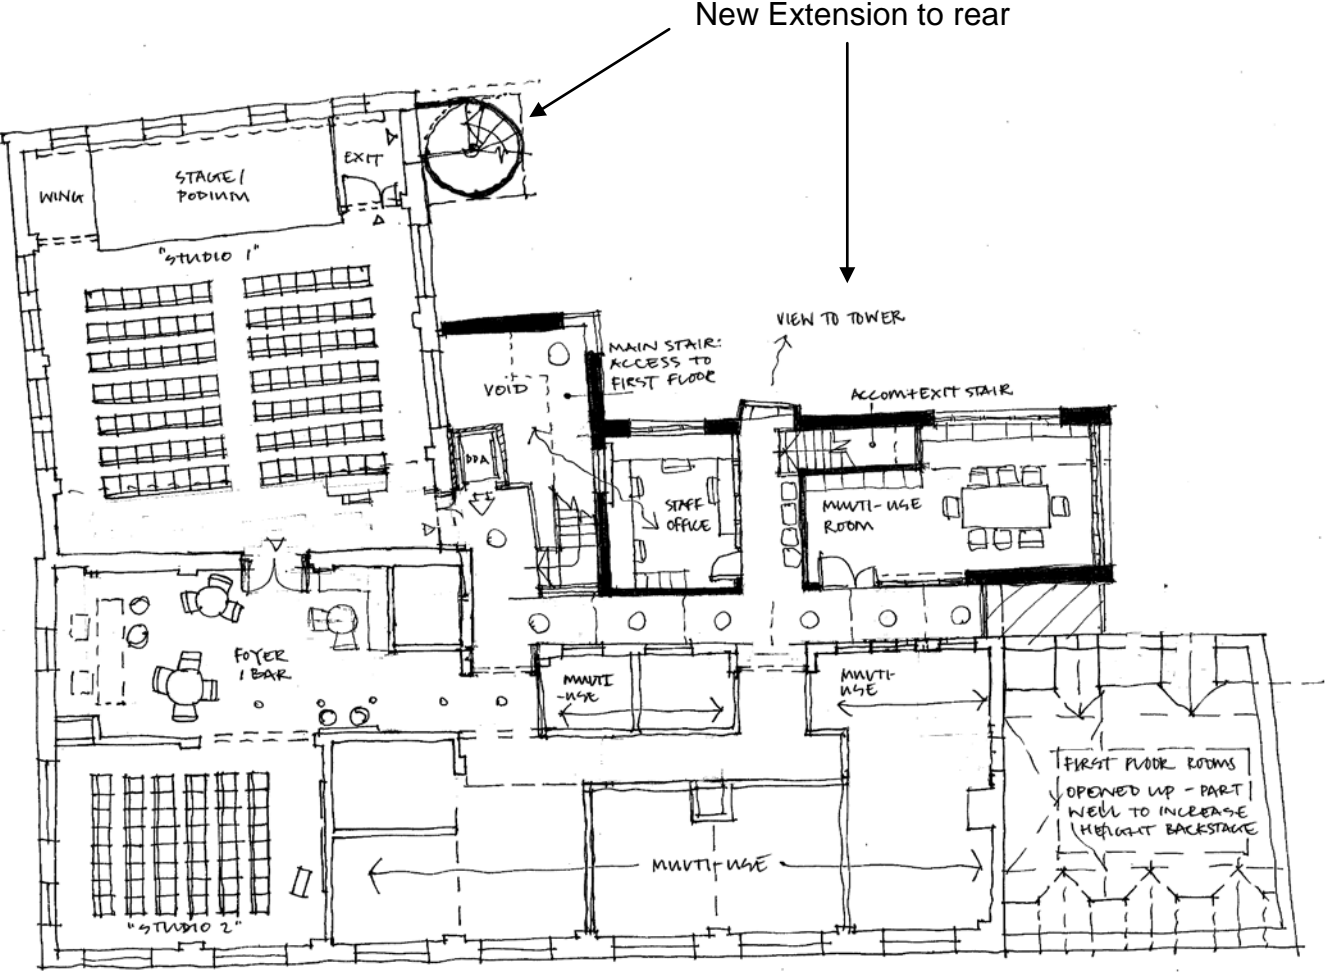 New Extension to rear
EXIT
STAGE/
PODIUM
WING
"STUDIO 1"
VIEW TO TOWER
MAIN STAIR:
ACCESS TO
FIRST FLOOR
VOID
ACCOM+EXIT STAIR
DDA
STAFF
OFFICE
MULTI-USE
ROOM
FOYER
/BAR
MULTI
-USE
MULTI-
USE
FIRST FLOOR ROOMS
OPENED UP - PART
WELL TO INCREASE
HEIGHT BACKSTAGE
MULTI-USE
"STUDIO 2"